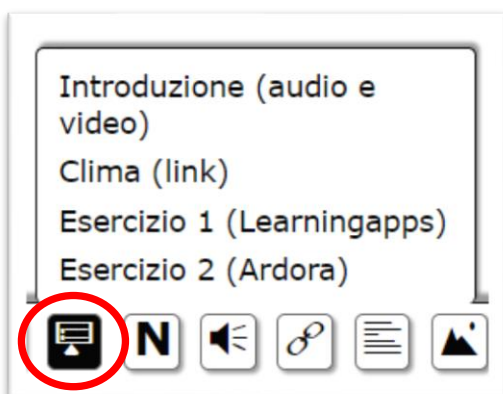 Introduzione (audio e
video)
Clima (link)
Esercizio 1 (Learningapps)
Esercizio 2 (Ardora)
N